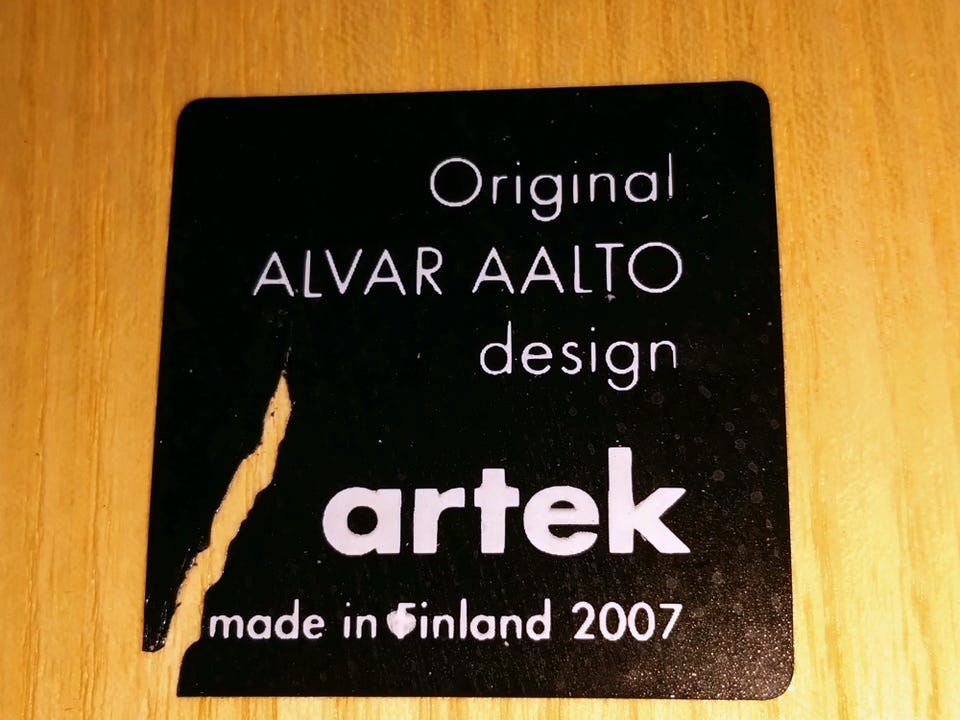 Original
ALVAR AALTO
design
artek
made in Finland 2007